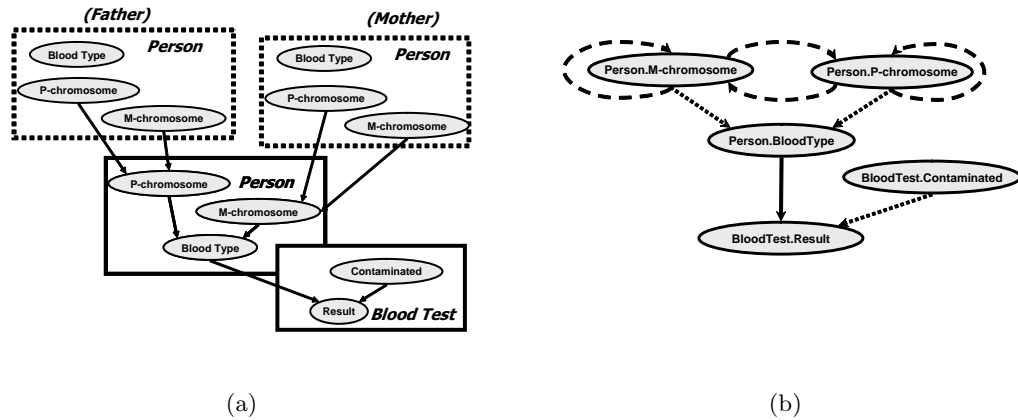 (Father)
Person
Blood Type
P-chromosome
M-chromosome
(Mother)
Person
Blood Type
P-chromosome
M-chromosome
Person
P-chromosome
M-chromosome
Blood Type
Contaminated
Result
Blood Test
(a)
Person.M-chromosome
Person.P-chromosome
Person.BloodType
BloodTest.Contaminated
BloodTest.Result
(b)